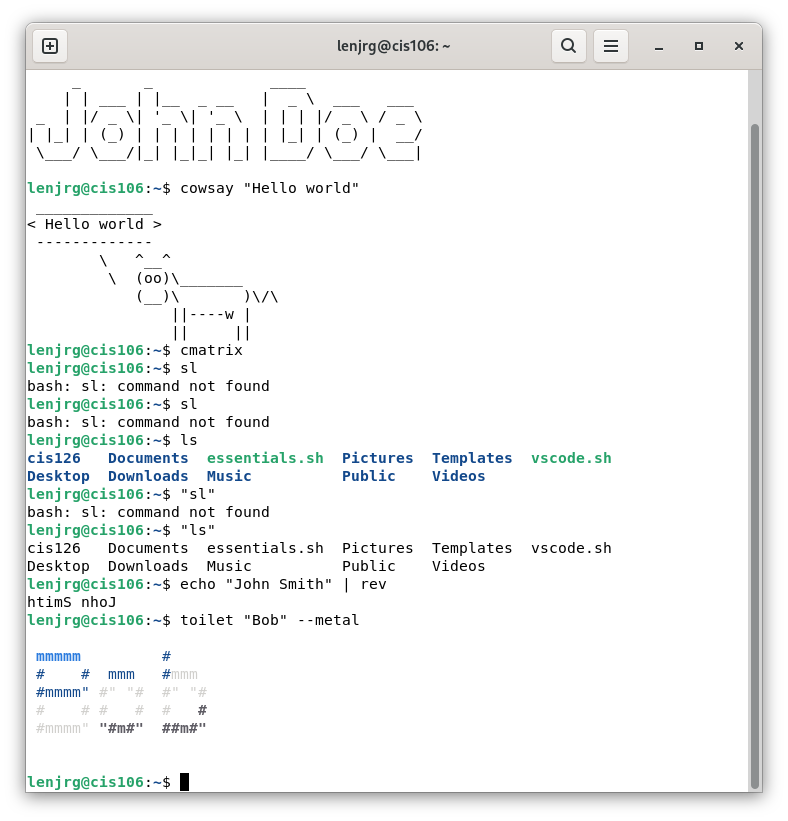 lenjrg@cis106: ~
     _       _             ____
    | | ___ | |__  _ __   |  _ \  ___   ___
 _  | |/ _ \| '_ \| '_ \  | | | |/ _ \ / _ \
| |_| | (_) | | | | | | | | |_| | (_) |  __/
 \___/ \___/|_| |_|_| |_| |____/ \___/ \___|
lenjrg@cis106:~$ cowsay "Hello world"
 _____________
< Hello world >
 -------------
        \   ^__^
         \  (oo)\_______
            (__)\       )\/\
                ||----w |
                ||     ||
lenjrg@cis106:~$ cmatrix
lenjrg@cis106:~$ sl
bash: sl: command not found
lenjrg@cis106:~$ sl
bash: sl: command not found
lenjrg@cis106:~$ ls
cis126   Documents  essentials.sh  Pictures  Templates  vscode.sh
Desktop  Downloads  Music          Public    Videos
lenjrg@cis106:~$ "sl"
bash: sl: command not found
lenjrg@cis106:~$ "ls"
cis126   Documents  essentials.sh  Pictures  Templates  vscode.sh
Desktop  Downloads  Music          Public    Videos
lenjrg@cis106:~$ echo "John Smith" | rev
htimS nhoJ
lenjrg@cis106:~$ toilet "Bob" --metal
 mmmmm         #
 #    #  mmm   #mmm
 #mmmm" #" "#  #" "#
 #    # #   #  #   #
 #mmmm" "#m#"  ##m#"
lenjrg@cis106:~$